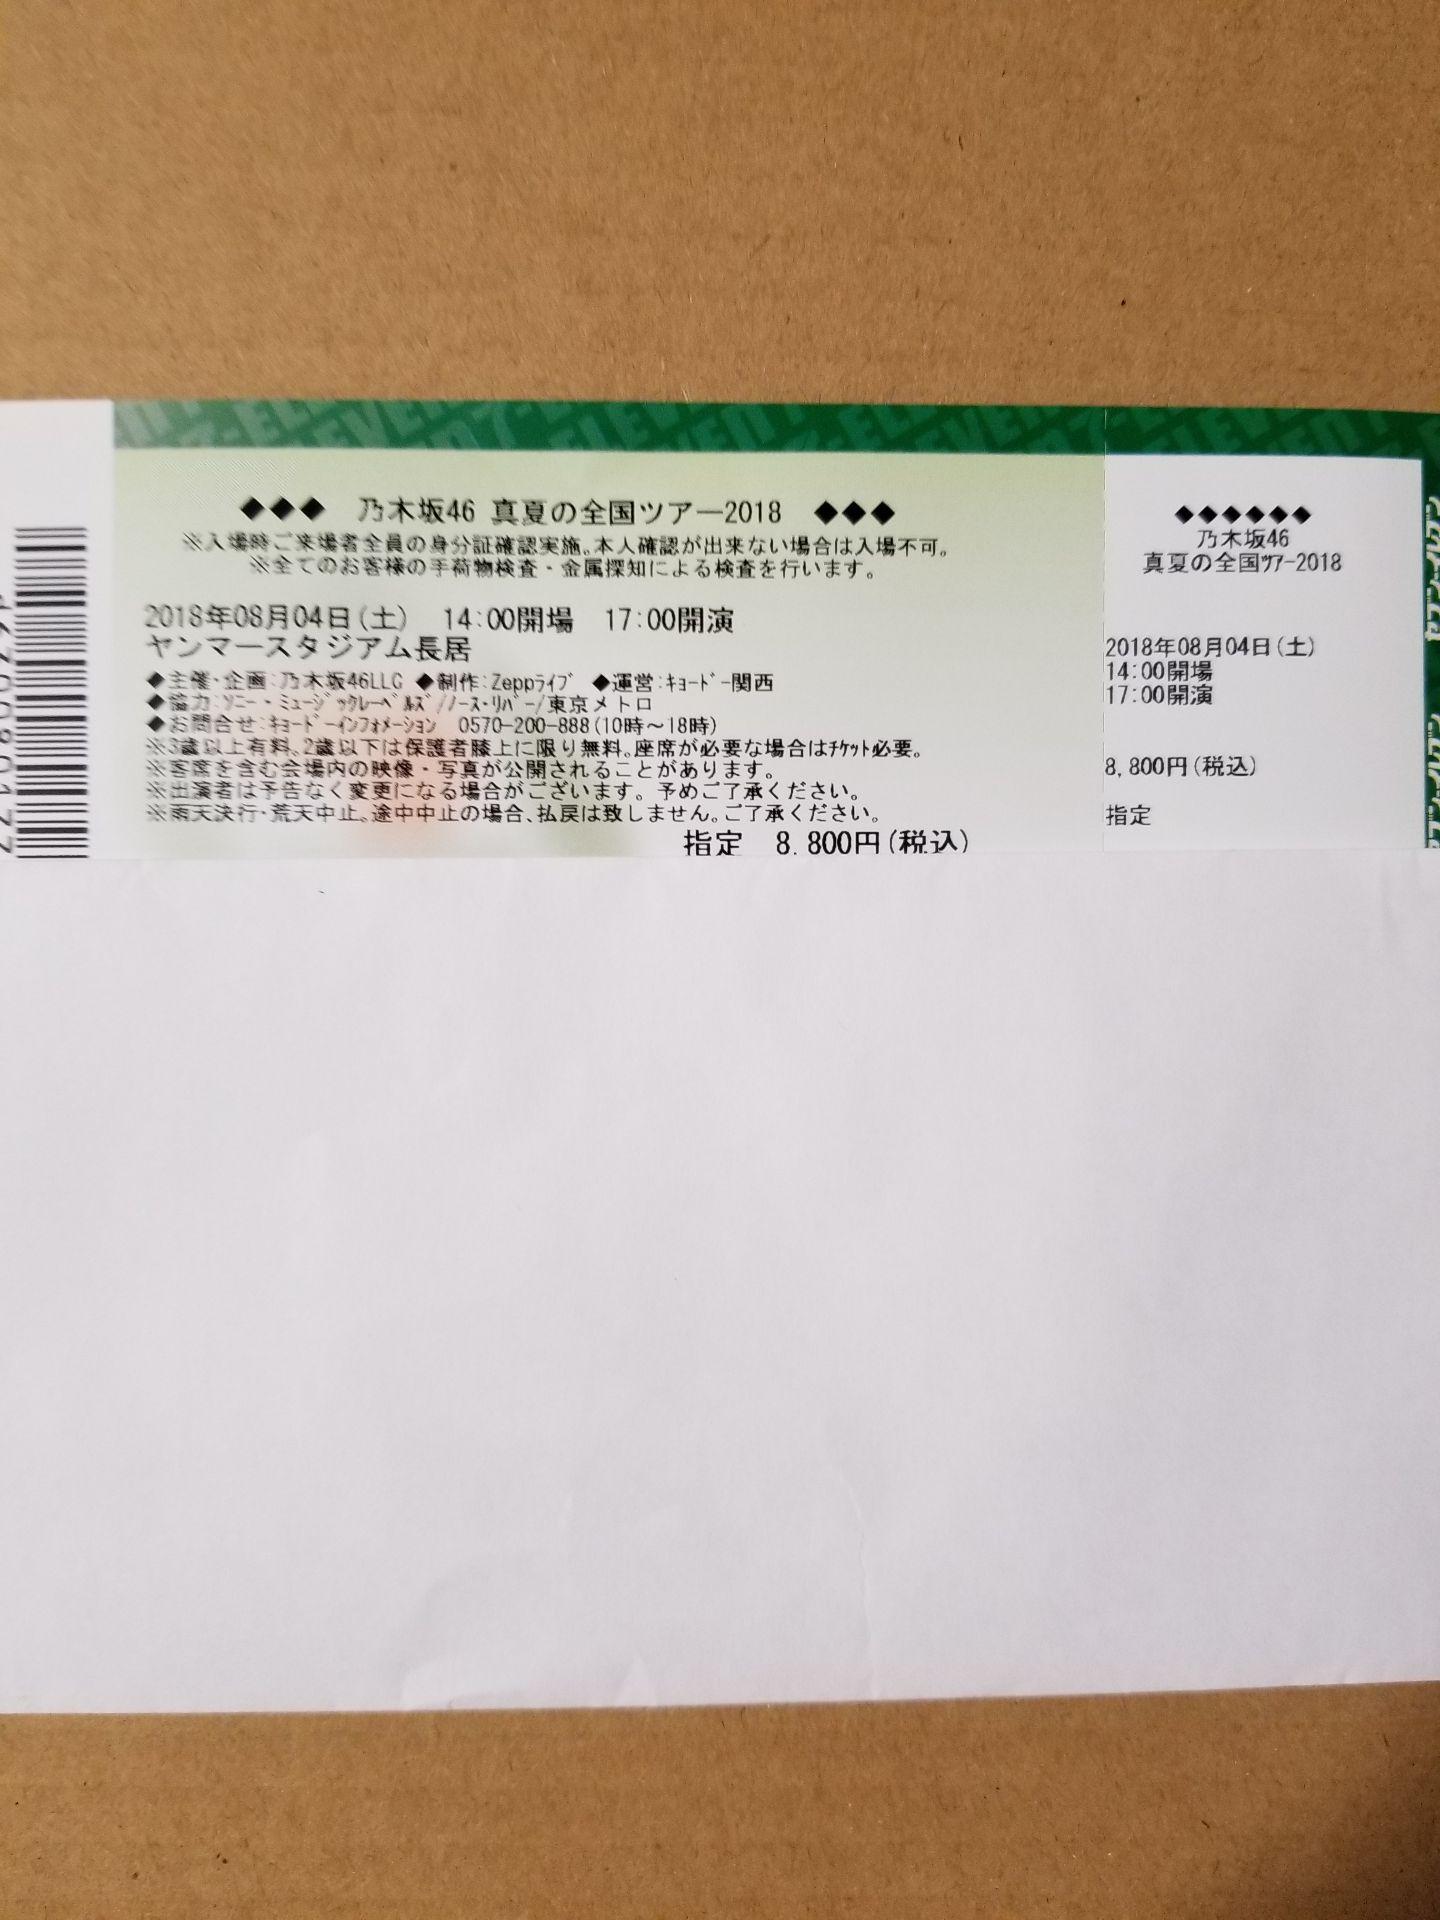 7-ELEVEN
◆◆◆ 乃木坂46 真夏の全国ツアー2018 ◆◆◆
※入場時ご来場者全員の身分証確認実施。本人確認が出来ない場合は入場不可。
※全てのお客様の手荷物検査・金属探知による検査を行います。
2018年08月04日(土) 14:00開場 17:00開演
ヤンマースタジアム長居
◆主催・企画:乃木坂46LLC ◆制作:Zeppﾗｲﾌﾞ ◆運営:ｷｮｰﾄﾞｰ関西
◆協力:ｿﾆｰ・ﾐｭｰｼﾞｯｸﾚｰﾍﾞﾙｽﾞ/ﾉｰｽ・ﾘﾊﾞｰ/東京メトロ
◆お問合せ:ｷｮｰﾄﾞｰｲﾝﾌｫﾒｰｼｮﾝ 0570-200-888(10時～18時)
※3歳以上有料、2歳以下は保護者膝上に限り無料。座席が必要な場合はﾁｹｯﾄ必要。
※客席を含む会場内の映像・写真が公開されることがあります。
※出演者は予告なく変更になる場合がございます。予めご了承ください。
※雨天決行・荒天中止。途中中止の場合、払戻は致しません。ご了承ください。
指定 8,800円(税込)
◆◆◆◆◆◆
乃木坂46
真夏の全国ﾂｱｰ2018
2018年08月04日(土)
14:00開場
17:00開演
8,800円(税込)
指定
セブン-イレブン
セブン-イレブン